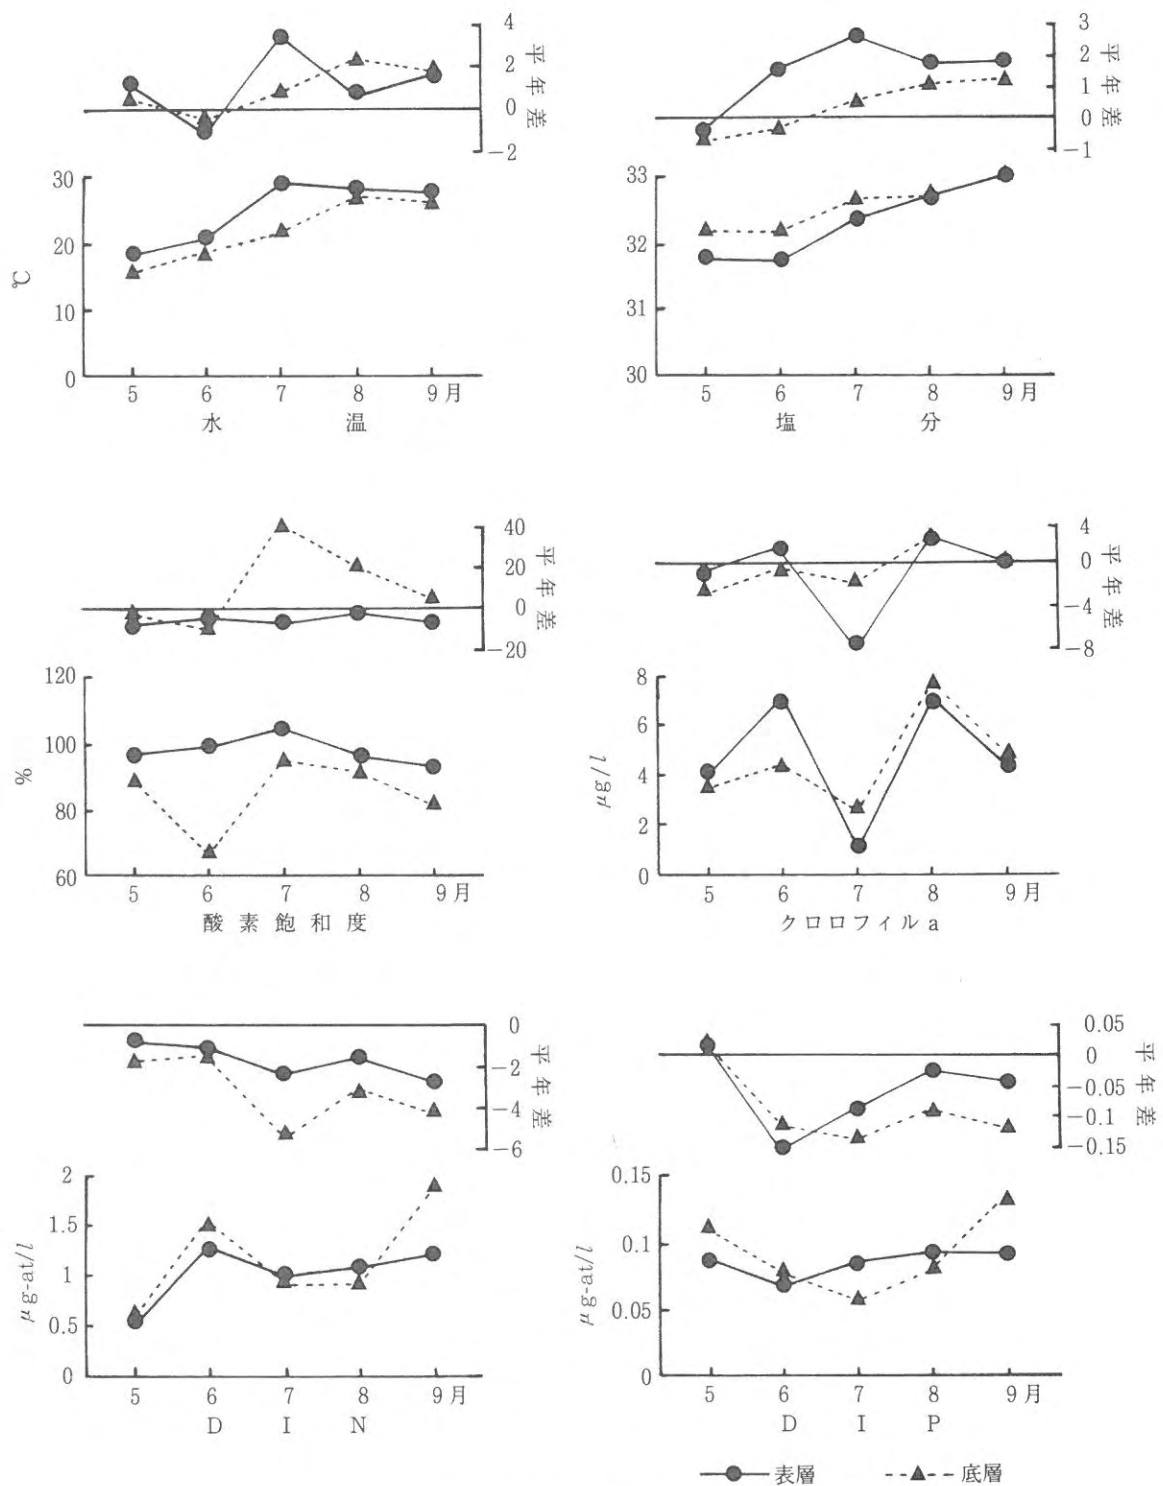 4
2
0
−2
平年差
30
20
10
0
℃
5 6 7 8 9月
水 温
3
2
1
0
−1
平年差
33
32
31
30
5 6 7 8 9月
塩 分
40
20
0
−20
平年差
120
100
80
60
%
5 6 7 8 9月
酸素飽和度
4
0
−4
−8
平年差
8
6
4
2
0
μg/l
5 6 7 8 9月
クロロフィルa
0
−2
−4
−6
平年差
2
1.5
1
0.5
0
μg-at/l
5 6 7 8 9月
D I N
0.05
0
−0.05
−0.1
−0.15
平年差
0.15
0.1
0.05
0
μg-at/l
5 6 7 8 9月
D I P
表層 底層